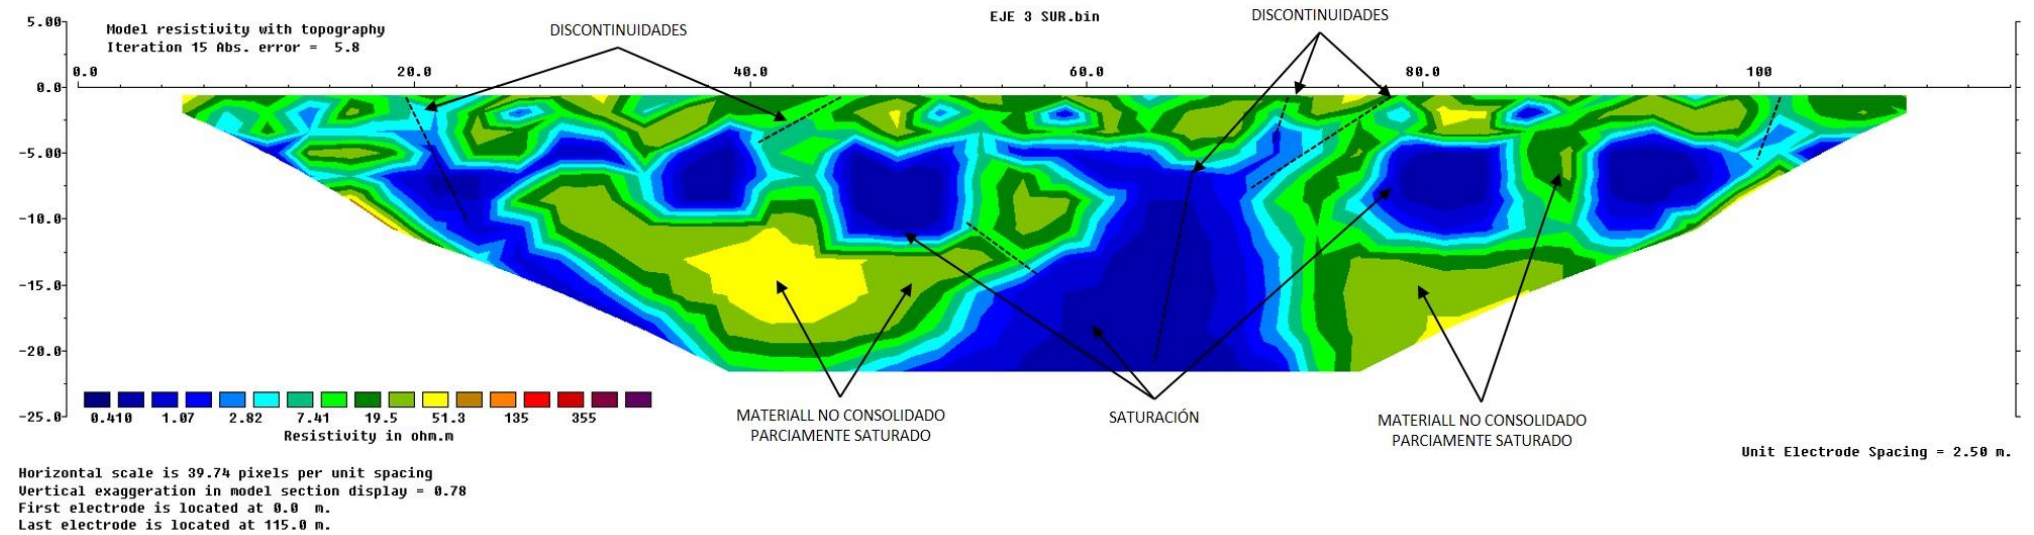 EJE 3 SUR.bin
DISCONTINUIDADES
DISCONTINUIDADES
Model resistivity with topography
Iteration 15 Abs. error = 5.8
0.0 20.0 40.0 60.0 80.0 100
5.00
0.0
-5.00
-10.0
-15.0
-20.0
-25.0
0.410 1.07 2.82 7.41 19.5 51.3 135 355
Resistivity in ohm.m
MATERIALL NO CONSOLIDADO
PARCIAMENTE SATURADO
SATURACIÓN
MATERIALL NO CONSOLIDADO
PARCIAMENTE SATURADO
Unit Electrode Spacing = 2.50 m.
Horizontal scale is 39.74 pixels per unit spacing
Vertical exaggeration in model section display = 0.78
First electrode is located at 0.0 m.
Last electrode is located at 115.0 m.